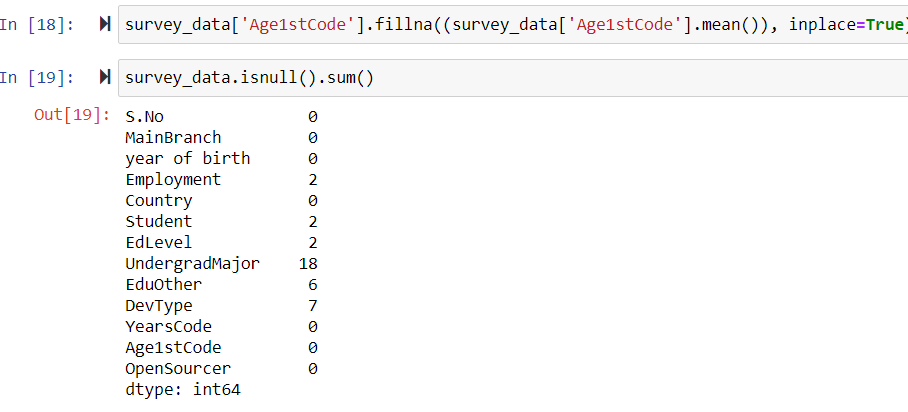 In [18]: survey_data['Age1stCode'].fillna((survey_data['Age1stCode'].mean()), inplace=True)
In [19]: survey_data.isnull().sum()
Out[19]: S.No 0
MainBranch 0
year of birth 0
Employment 2
Country 0
Student 2
EdLevel 2
UndergradMajor 18
EduOther 6
DevType 7
YearsCode 0
Age1stCode 0
OpenSourcer 0
dtype: int64